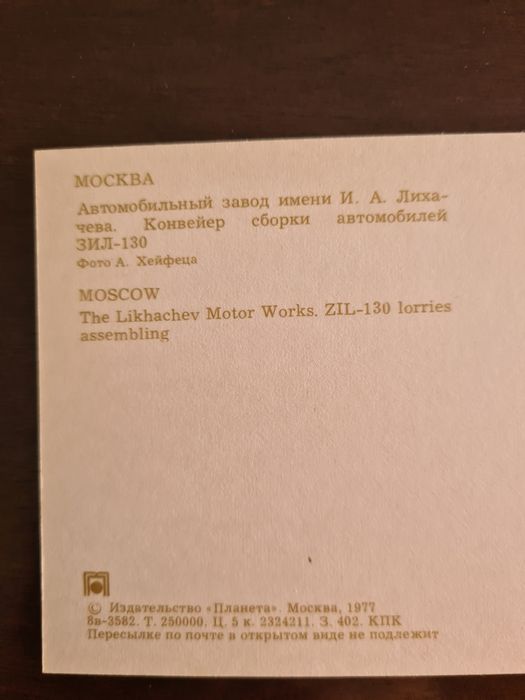 МОСКВА
Автомобильный завод имени И. А. Лиха-
чева. Конвейер сборки автомобилей
ЗИЛ-130
Фото А. Хейфеца
MOSCOW
The Likhachev Motor Works. ZIL-130 lorries
assembling
© Издательство «Планета». Москва, 1977
8в-3582. Т. 250000. Ц. 5 к. 2324211. З. 402. КПК
Пересылке по почте в открытом виде не подлежит